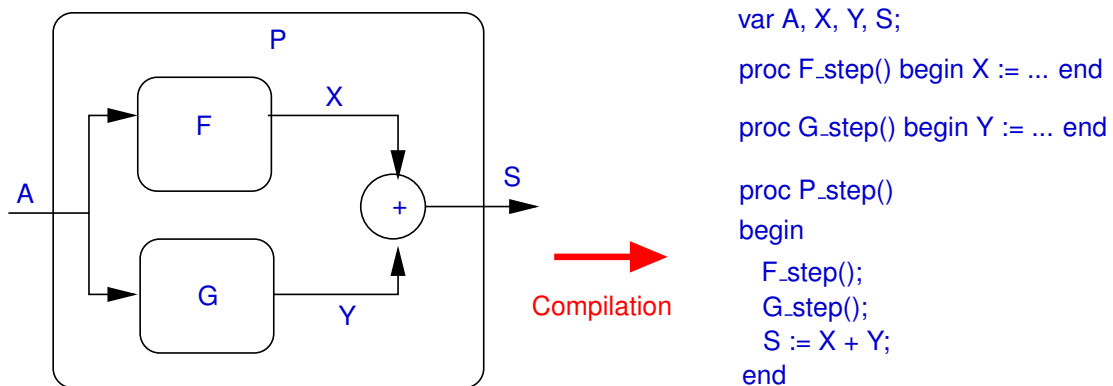 P
X
F
A
S
+
G
Y
Compilation
var A, X, Y, S;
proc F_step() begin X := ... end
proc G_step() begin Y := ... end
proc P_step()
begin
F_step();
G_step();
S := X + Y;
end